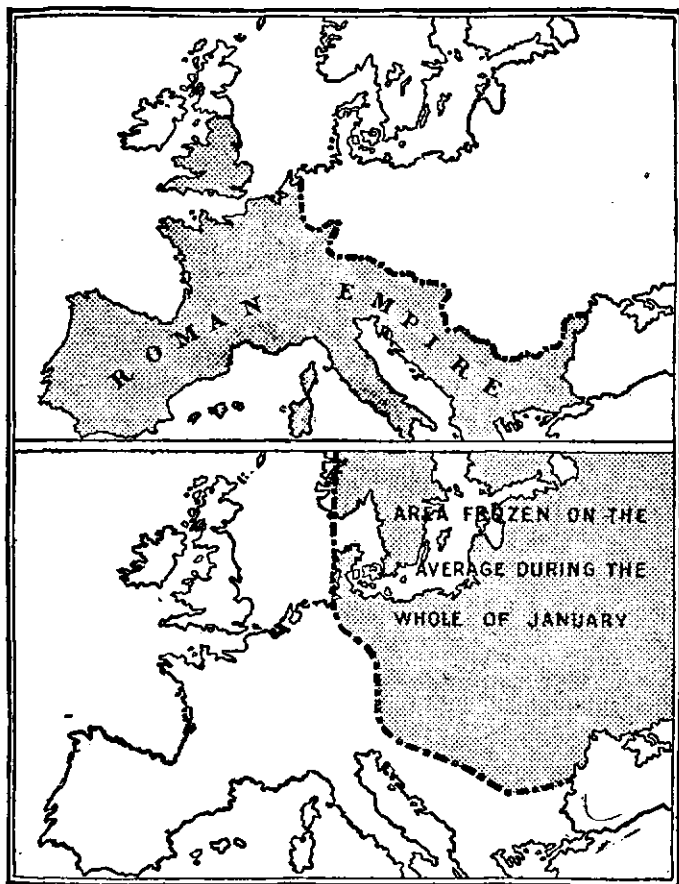 ROMAN EMPIRE
AREA FROZEN ON THE
AVERAGE DURING THE
WHOLE OF JANUARY